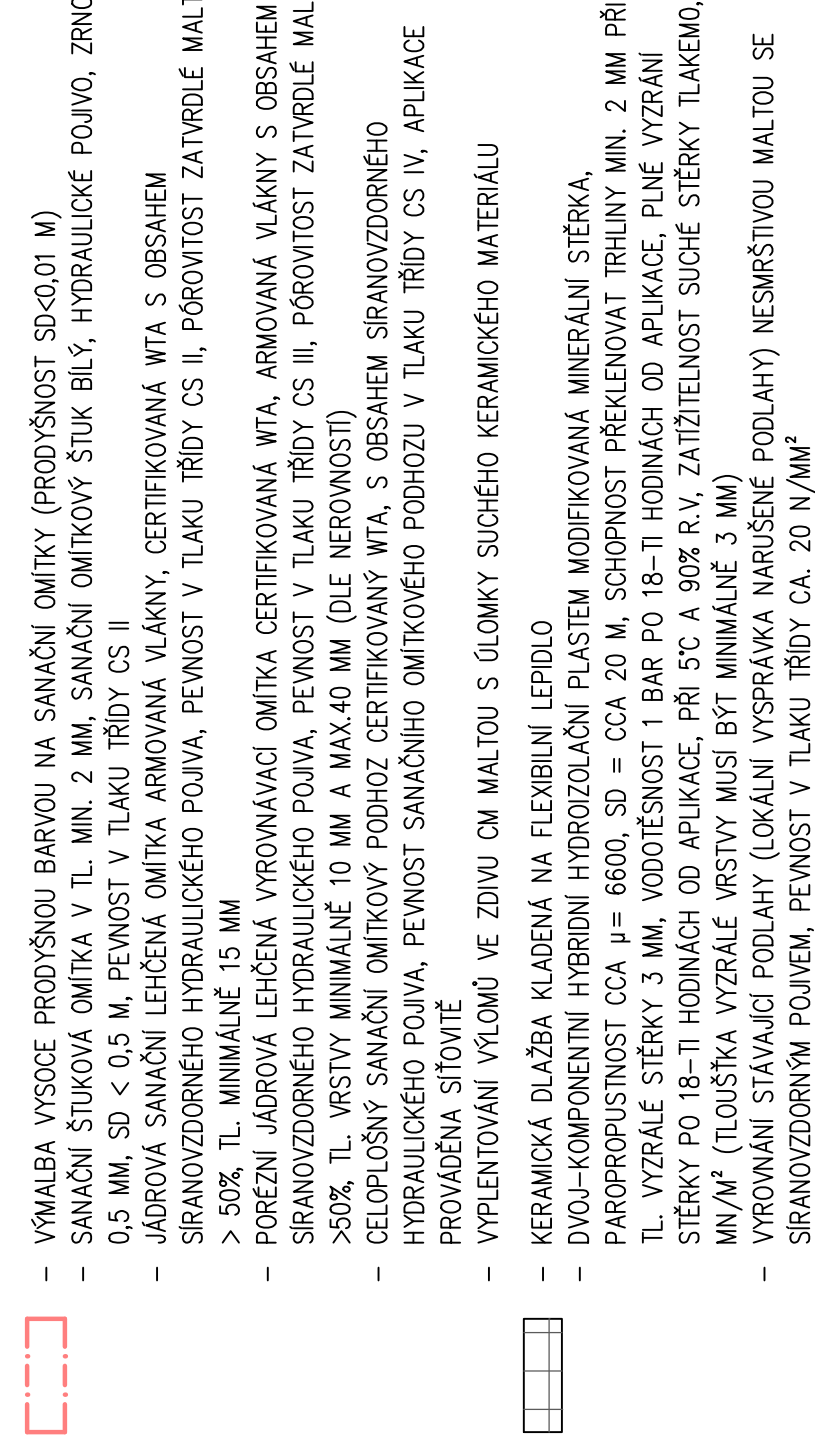 - VÝMALBA VYSOCE PRODYŠNOU BARVOU NA SANAČNÍ OMÍTKY (PRODYŠNOST SD<0,01 M)
- SANAČNÍ ŠTUKOVÁ OMÍTKA V TL. MIN. 2 MM, SANAČNÍ OMÍTKOVÝ ŠTUK BÍLÝ, HYDRAULICKÉ POJIVO, ZRNO
0,5 MM, SD < 0,5 M, PEVNOST V TLAKU TŘÍDY CS II
- JÁDROVÁ SANAČNÍ LEHČENÁ OMÍTKA ARMOVANÁ VLÁKNY, CERTIFIKOVANÁ WTA S OBSAHEM
SÍRANOVZDORNÉHO HYDRAULICKÉHO POJIVA, PEVNOST V TLAKU TŘÍDY CS II, PÓROVITOST ZATVRDLÉ MALT
> 50%, TL. MINIMÁLNĚ 15 MM
- PORÉZNÍ JÁDROVÁ LEHČENÁ VYROVNÁVACÍ OMÍTKA CERTIFIKOVANÁ WTA, ARMOVANÁ VLÁKNY S OBSAHEM
SÍRANOVZDORNÉHO HYDRAULICKÉHO POJIVA, PEVNOST V TLAKU TŘÍDY CS III, PÓROVITOST ZATVRDLÉ MAL
>50%, TL. VRSTVY MINIMÁLNĚ 10 MM A MAX.40 MM (DLE NEROVNOSTÍ)
- CELOPLOŠNÝ SANAČNÍ OMÍTKOVÝ PODHOZ CERTIFIKOVANÝ WTA, S OBSAHEM SÍRANOVZDORNÉHO
HYDRAULICKÉHO POJIVA, PEVNOST SANAČNÍHO OMÍTKOVÉHO PODHOZU V TLAKU TŘÍDY CS IV, APLIKACE
PROVÁDĚNA SÍŤOVITĚ
- VYPLENTOVÁNÍ VÝLOMŮ VE ZDIVU CM MALTOU S ÚLOMKY SUCHÉHO KERAMICKÉHO MATERIÁLU
- KERAMICKÁ DLAŽBA KLADENÁ NA FLEXIBILNÍ LEPIDLO
- DVOJ-KOMPONENTNÍ HYBRIDNÍ HYDROIZOLAČNÍ PLASTEM MODIFIKOVANÁ MINERÁLNÍ STĚRKA,
PAROPROPUSTNOST CCA μ= 6600, SD = CCA 20 M, SCHOPNOST PŘEKLENOVAT TRHLINY MIN. 2 MM PŘI
TL. VYZRÁLÉ STĚRKY 3 MM, VODOTĚSNOST 1 BAR PO 18-TI HODINÁCH OD APLIKACE, PLNÉ VYZRÁNÍ
STĚRKY PO 18-TI HODINÁCH OD APLIKACE, PŘI 5°C A 90% R.V, ZATÍŽITELNOST SUCHÉ STĚRKY TLAKEM0,
MN/M² (TLOUŠŤKA VYZRÁLÉ VRSTVY MUSÍ BÝT MINIMÁLNĚ 3 MM)
- VYROVNÁNÍ STÁVAJÍCÍ PODLAHY (LOKÁLNÍ VYSPRÁVKA NARUŠENÉ PODLAHY) NESMRŠTIVOU MALTOU SE
SÍRANOVZDORNÝM POJIVEM, PEVNOST V TLAKU TŘÍDY CA. 20 N/MM²